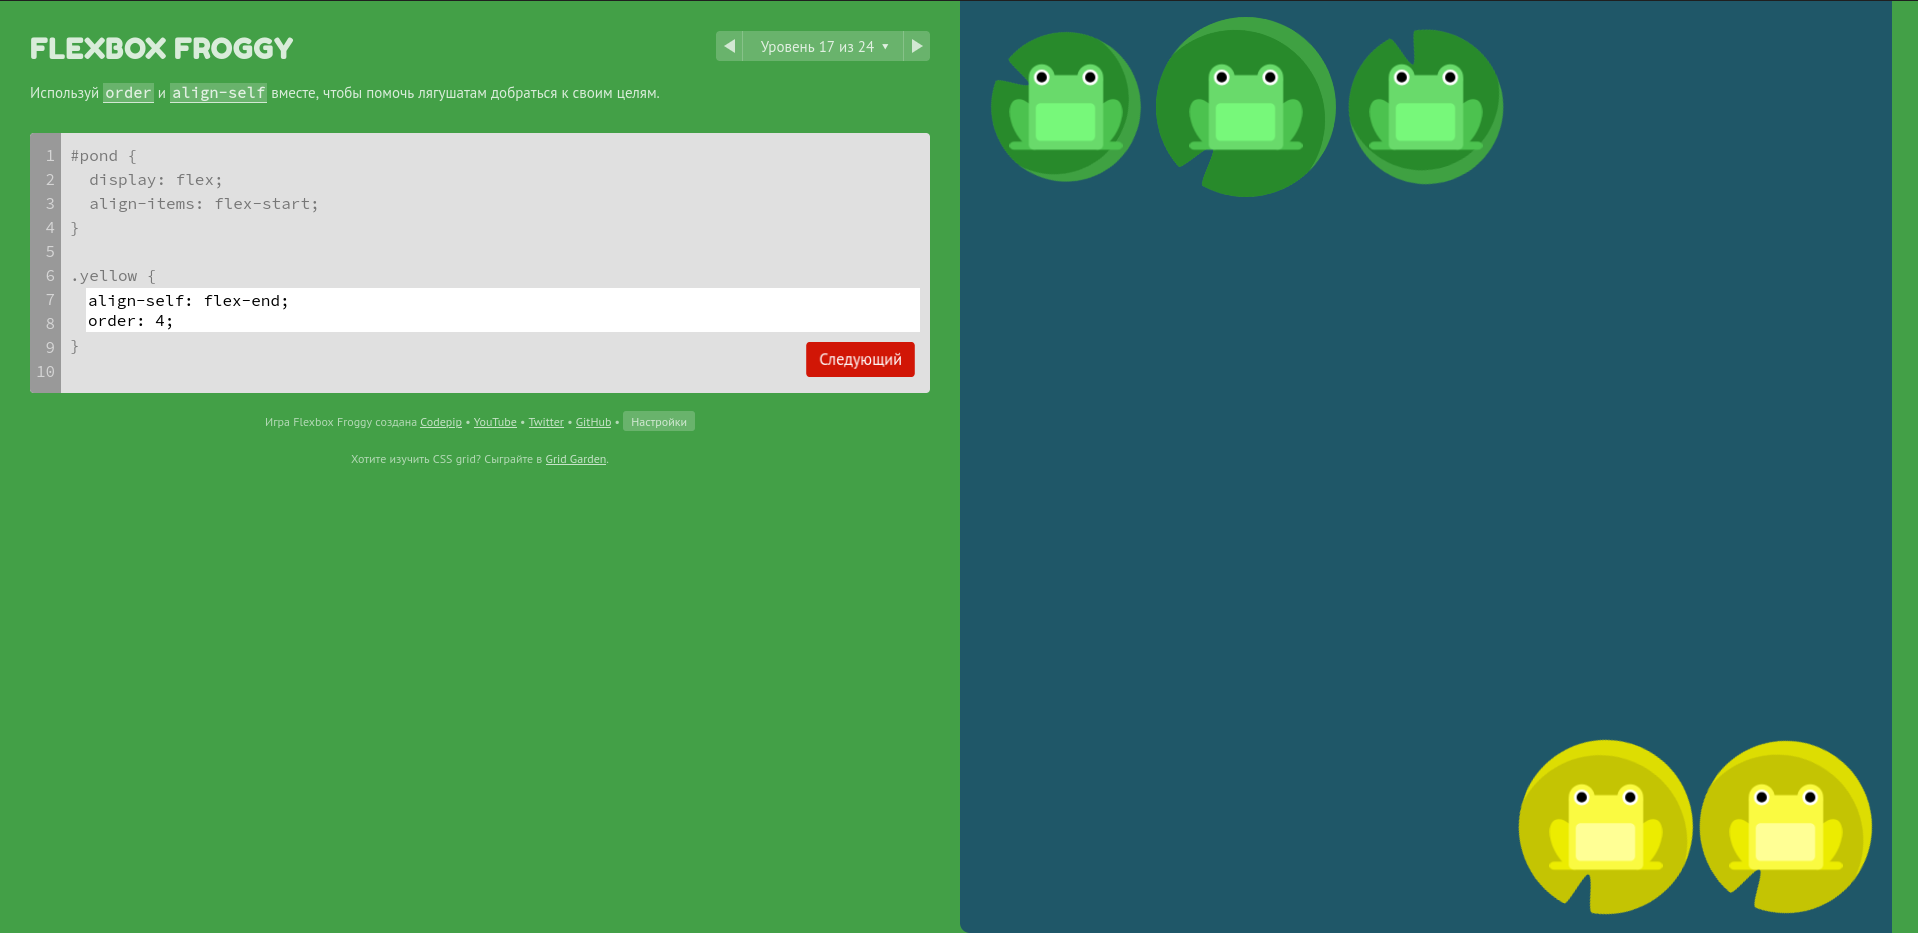 FLEXBOX FROGGY
Уровень 17 из 24 ▼
Используй order и align-self вместе, чтобы помочь лягушатам добраться к своим целям.
1 #pond {
2 display: flex;
3 align-items: flex-start;
4 }
5
6 .yellow {
7 align-self: flex-end;
8 order: 4;
9 }
10
Следующий
Игра Flexbox Froggy создана Codepip • YouTube • Twitter • GitHub • Настройки
Хотите изучить CSS grid? Сыграйте в Grid Garden.